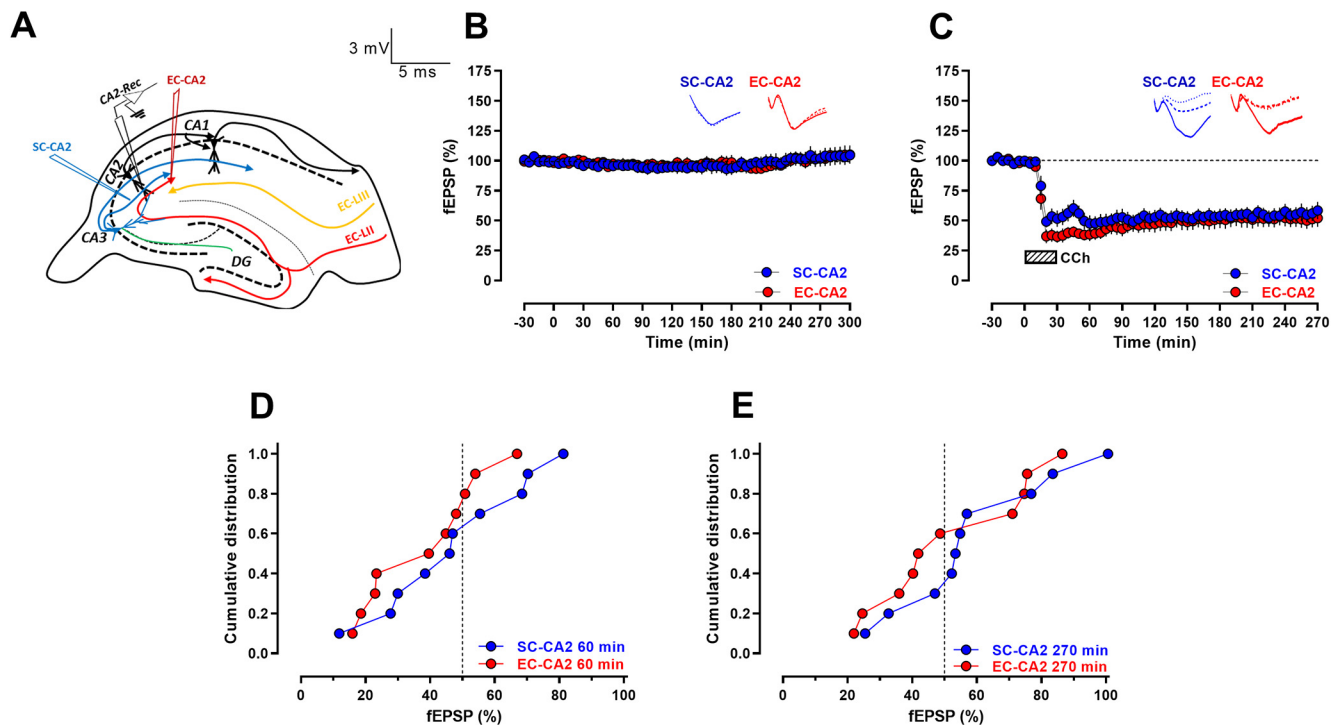 A
3 mV
5 ms
CA2-Rec
EC-CA2
SC-CA2
CA1
CA2
CA3
DG
EC-LIII
EC-LII
B
SC-CA2 EC-CA2
fEPSP (%)
175
150
125
100
75
50
25
0
SC-CA2
EC-CA2
-30 0 30 60 90 120 150 180 210 240 270 300
Time (min)
C
SC-CA2 EC-CA2
fEPSP (%)
175
150
125
100
75
50
25
0
CCh
SC-CA2
EC-CA2
-30 0 30 60 90 120 150 180 210 240 270
Time (min)
D
Cumulative distribution
1.0
0.8
0.6
0.4
0.2
0.0
SC-CA2 60 min
EC-CA2 60 min
0 20 40 60 80 100
fEPSP (%)
E
Cumulative distribution
1.0
0.8
0.6
0.4
0.2
0.0
SC-CA2 270 min
EC-CA2 270 min
0 20 40 60 80 100
fEPSP (%)